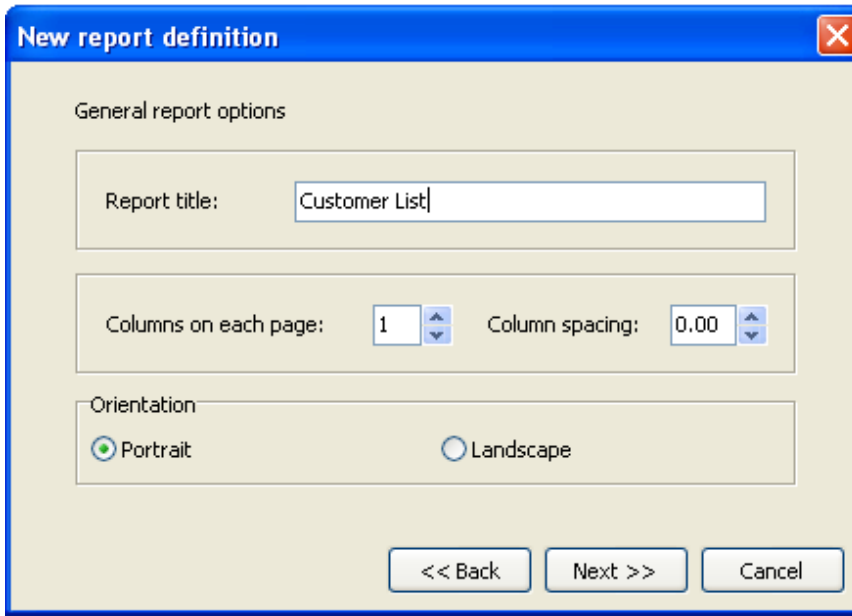 New report definition
General report options
Report title: Customer List
Columns on each page: 1 Column spacing: 0.00
Orientation
Portrait Landscape
<< Back Next >> Cancel